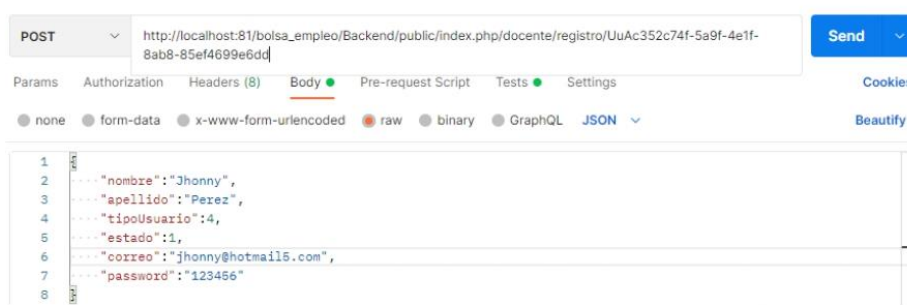 POST
http://localhost:81/bolsa_empleo/Backend/public/index.php/docente/registro/UuAc352c74f-5a9f-4e1f-
8ab8-85ef4699e6dd
Send
Params Authorization Headers (8) Body Pre-request Script Tests Settings Cookies
none form-data x-www-form-urlencoded raw binary GraphQL JSON Beautify
1 {
2 "nombre":"Jhonny",
3 "apellido":"Perez",
4 "tipoUsuario":4,
5 "estado":1,
6 "correo":"jhonny@hotmail5.com",
7 "password":"123456"
8 }